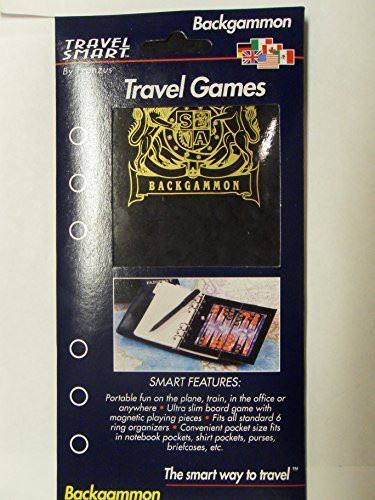 Backgammon
TRAVEL
SMART
By Franzus
Travel Games
S
A
BACKGAMMON
SMART FEATURES:
Portable fun on the plane, train, in the office or
anywhere • Ultra slim board game with
magnetic playing pieces • Fits all standard 6
ring organizers • Convenient pocket size fits
in notebook pockets, shirt pockets, purses,
briefcases, etc.
The smart way to travel™
Backgammon